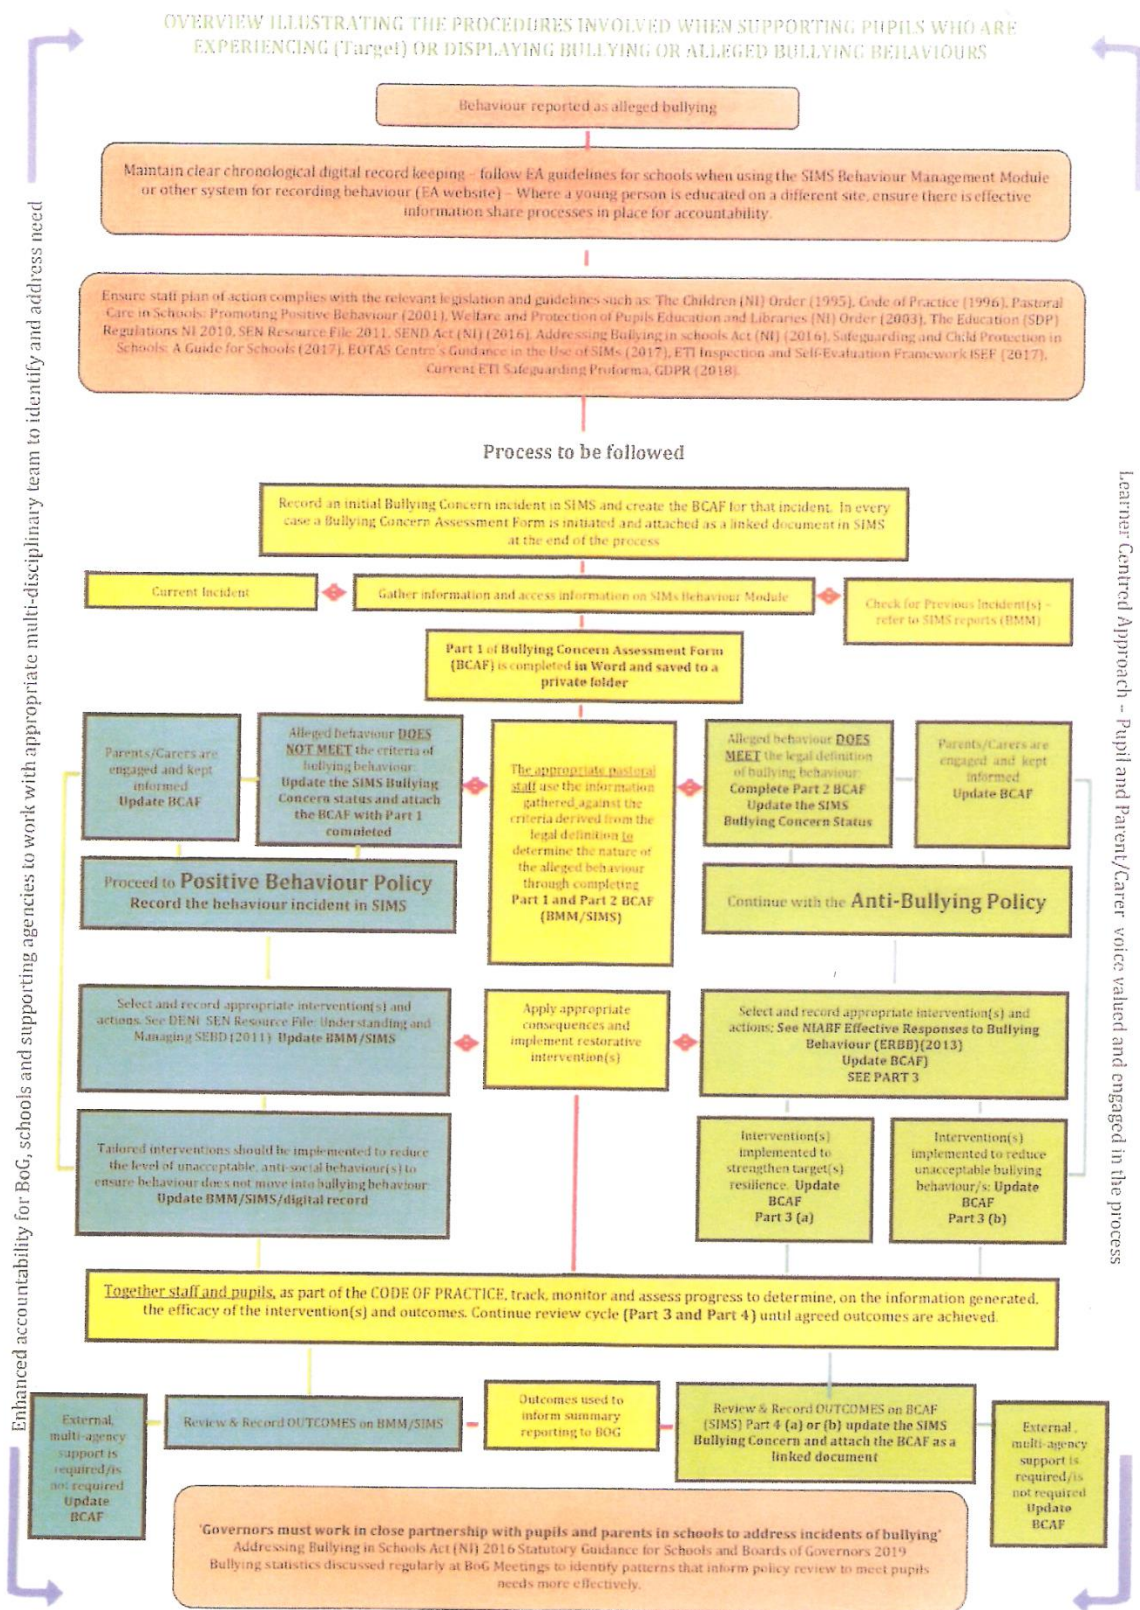 OVERVIEW ILLUSTRATING THE PROCEDURES INVOLVED WHEN SUPPORTING PUPILS WHO ARE
EXPERIENCING (Target) OR DISPLAYING BULLYING OR ALLEGED BULLYING BEHAVIOURS
Behaviour reported as alleged bullying
Maintain clear chronological digital record keeping – follow EA guidelines for schools when using the SIMS Behaviour Management Module
or other system for recording behaviour (EA website) – Where a young person is educated on a different site, ensure there is effective
information share processes in place for accountability.
Ensure staff plan of action complies with the relevant legislation and guidelines such as: The Children (NI) Order (1995), Code of Practice (1996), Pastoral
Care in Schools: Promoting Positive Behaviour (2001), Welfare and Protection of Pupils Education and Libraries (NI) Order (2003), The Education (SDP)
Regulations NI 2010, SEN Resource File 2011, SEND Act (NI) (2016), Addressing Bullying in schools Act (NI) (2016), Safeguarding and Child Protection in
Schools: A Guide for Schools (2017), EOTAS Centre's Guidance in the Use of SIMs (2017), ETI Inspection and Self-Evaluation Framework ISEF (2017),
Current ETI Safeguarding Proforma, GDPR (2018).
Process to be followed
Record an initial Bullying Concern incident in SIMS and create the BCAF for that incident. In every
case a Bullying Concern Assessment Form is initiated and attached as a linked document in SIMS
at the end of the process
Current Incident
Gather information and access information on SIMs Behaviour Module
Check for Previous Incident(s) –
refer to SIMS reports (BMM)
Part 1 of Bullying Concern Assessment Form
(BCAF) is completed in Word and saved to a
private folder
Parents/Carers are
engaged and kept
informed
Update BCAF
Alleged behaviour DOES
NOT MEET the criteria of
bullying behaviour:
Update the SIMS Bullying
Concern status and attach
the BCAF with Part 1
completed
The appropriate pastoral
staff use the information
gathered against the
criteria derived from the
legal definition to
determine the nature of
the alleged behaviour
through completing
Part 1 and Part 2 BCAF
(BMM/SIMS)
Alleged behaviour DOES
MEET the legal definition
of bullying behaviour:
Complete Part 2 BCAF
Update the SIMS
Bullying Concern Status
Parents/Carers are
engaged and kept
informed
Update BCAF
Proceed to Positive Behaviour Policy
Record the behaviour incident in SIMS
Continue with the Anti-Bullying Policy
Select and record appropriate intervention(s) and
actions. See DENI SEN Resource File: Understanding and
Managing SEBD (2011) Update BMM/SIMS
Apply appropriate
consequences and
implement restorative
intervention(s)
Select and record appropriate intervention(s) and
actions; See NIABF Effective Responses to Bullying
Behaviour (ERBB)(2013)
Update BCAF)
SEE PART 3
Tailored interventions should be implemented to reduce
the level of unacceptable, anti-social behaviour(s) to
ensure behaviour does not move into bullying behaviour
Update BMM/SIMS/digital record
Intervention(s)
implemented to
strengthen target(s)
resilience. Update
BCAF
Part 3 (a)
Intervention(s)
implemented to reduce
unacceptable bullying
behaviour/s: Update
BCAF
Part 3 (b)
Together staff and pupils, as part of the CODE OF PRACTICE, track, monitor and assess progress to determine, on the information generated,
the efficacy of the intervention(s) and outcomes. Continue review cycle (Part 3 and Part 4) until agreed outcomes are achieved.
External,
multi-agency
support is
required/is
not required
Update
BCAF
Review & Record OUTCOMES on BMM/SIMS
Outcomes used to
inform summary
reporting to BOG
Review & Record OUTCOMES on BCAF
(SIMS) Part 4 (a) or (b) update the SIMS
Bullying Concern and attach the BCAF as a
linked document
External ,
multi-agency
support is
required/is
not required
Update
BCAF
'Governors must work in close partnership with pupils and parents in schools to address incidents of bullying'
Addressing Bullying in Schools Act (NI) 2016 Statutory Guidance for Schools and Boards of Governors 2019
Bullying statistics discussed regularly at BoG Meetings to identify patterns that inform policy review to meet pupils
needs more effectively.
Enhanced accountability for BoG, schools and supporting agencies to work with appropriate multi-disciplinary team to identify and address need
Learner Centred Approach – Pupil and Parent/Carer voice valued and engaged in the process